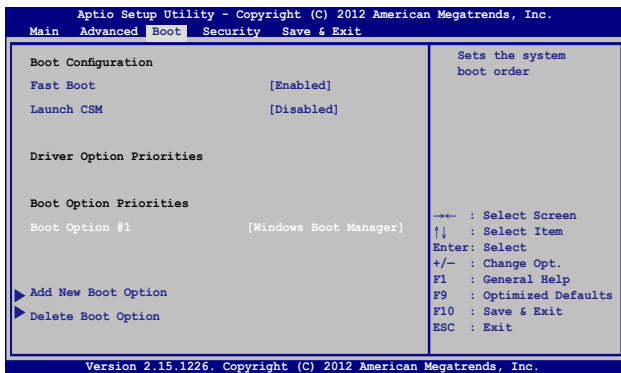 Aptio Setup Utility - Copyright (C) 2012 American Megatrends, Inc.
Main Advanced Boot Security Save & Exit
Boot Configuration
Fast Boot [Enabled]
Launch CSM [Disabled]
Driver Option Priorities
Boot Option Priorities
Boot Option #1 [Windows Boot Manager]
Add New Boot Option
Delete Boot Option
Sets the system
boot order
→← : Select Screen
↑↓ : Select Item
Enter: Select
+/— : Change Opt.
F1 : General Help
F9 : Optimized Defaults
F10 : Save & Exit
ESC : Exit
Version 2.15.1226. Copyright (C) 2012 American Megatrends, Inc.